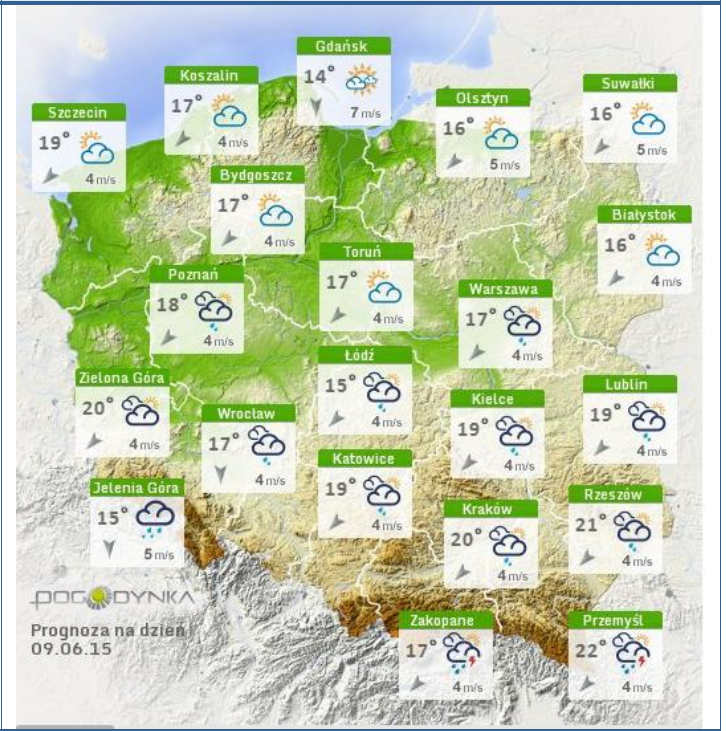 Gdańsk
14°
7 m/s
Koszalin
17°
4 m/s
Suwałki
16°
5 m/s
Olsztyn
16°
5 m/s
Szczecin
19°
4 m/s
Bydgoszcz
17°
4 m/s
Białystok
16°
4 m/s
Toruń
17°
4 m/s
Poznań
18°
4 m/s
Warszawa
17°
4 m/s
Łódź
15°
4 m/s
Zielona Góra
20°
4 m/s
Lublin
19°
4 m/s
Kielce
19°
4 m/s
Wrocław
17°
4 m/s
Katowice
19°
4 m/s
Jelenia Góra
15°
5 m/s
Rzeszów
21°
4 m/s
Kraków
20°
4 m/s
POGODYNKA
Prognoza na dzień
09.06.15
Zakopane
17°
4 m/s
Przemyśl
22°
4 m/s